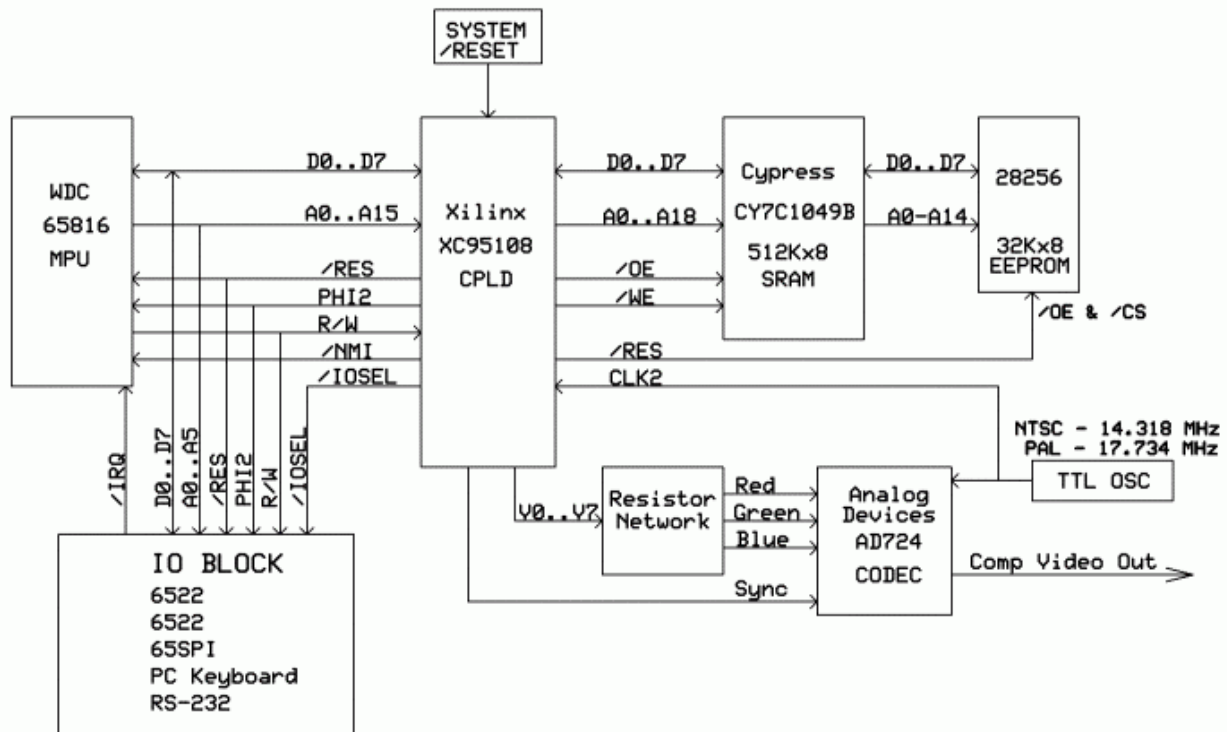 SYSTEM
/RESET
WDC
65816
MPU
D0..D7
A0..A15
/RES
PHI2
R/W
/NMI
/IOSEL
Xilinx
XC95108
CPLD
D0..D7
A0..A18
/OE
/WE
/RES
CLK2
Cypress
CY7C1049B
512Kx8
SRAM
D0..D7
A0-A14
28256
32Kx8
EEPROM
/OE & /CS
NTSC - 14.318 MHz
PAL - 17.734 MHz
TTL OSC
/IRQ
D0..D7
A0..A5
/RES
PHI2
R/W
/IOSEL
V0..V7
Resistor
Network
Red
Green
Blue
Sync
Analog
Devices
AD724
CODEC
Comp Video Out
IO BLOCK
6522
6522
65SPI
PC Keyboard
RS-232